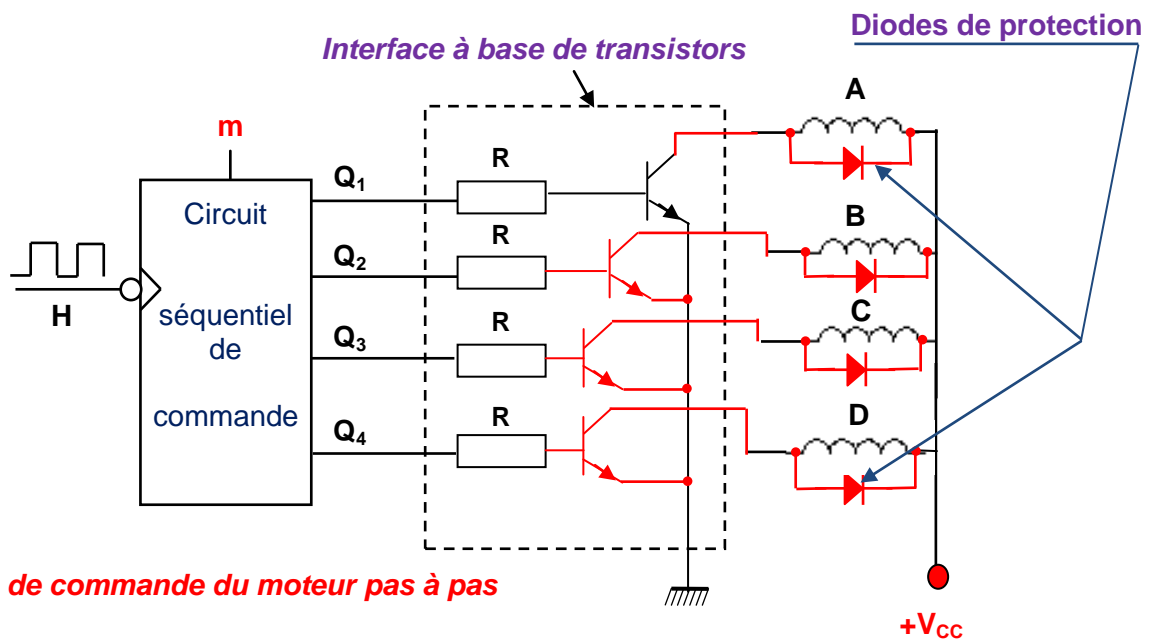 Diodes de protection
Interface à base de transistors
A
m
R
Q1
Circuit
B
R
Q2
H
séquentiel
de
C
R
Q3
commande
D
R
Q4
de commande du moteur pas à pas
+VCC